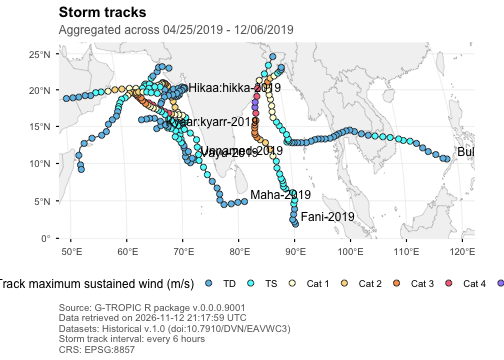 Storm tracks
Aggregated across 04/25/2019 - 12/06/2019
25°N
20°N
15°N
10°N
5°N
0°
Hikaa:hikka-2019
Kyaar:kyarr-2019
Bul
Maha-2019
Fani-2019
50°E 60°E 70°E 80°E 90°E 100°E 110°E 120°E
Track maximum sustained wind (m/s) TD TS Cat 1 Cat 2 Cat 3 Cat 4
Source: G-TROPIC R package v.0.0.0.9001
Data retrieved on 2026-11-12 21:17:59 UTC
Datasets: Historical v.1.0 (doi:10.7910/DVN/EAVWC3)
Storm track interval: every 6 hours
CRS: EPSG:8857